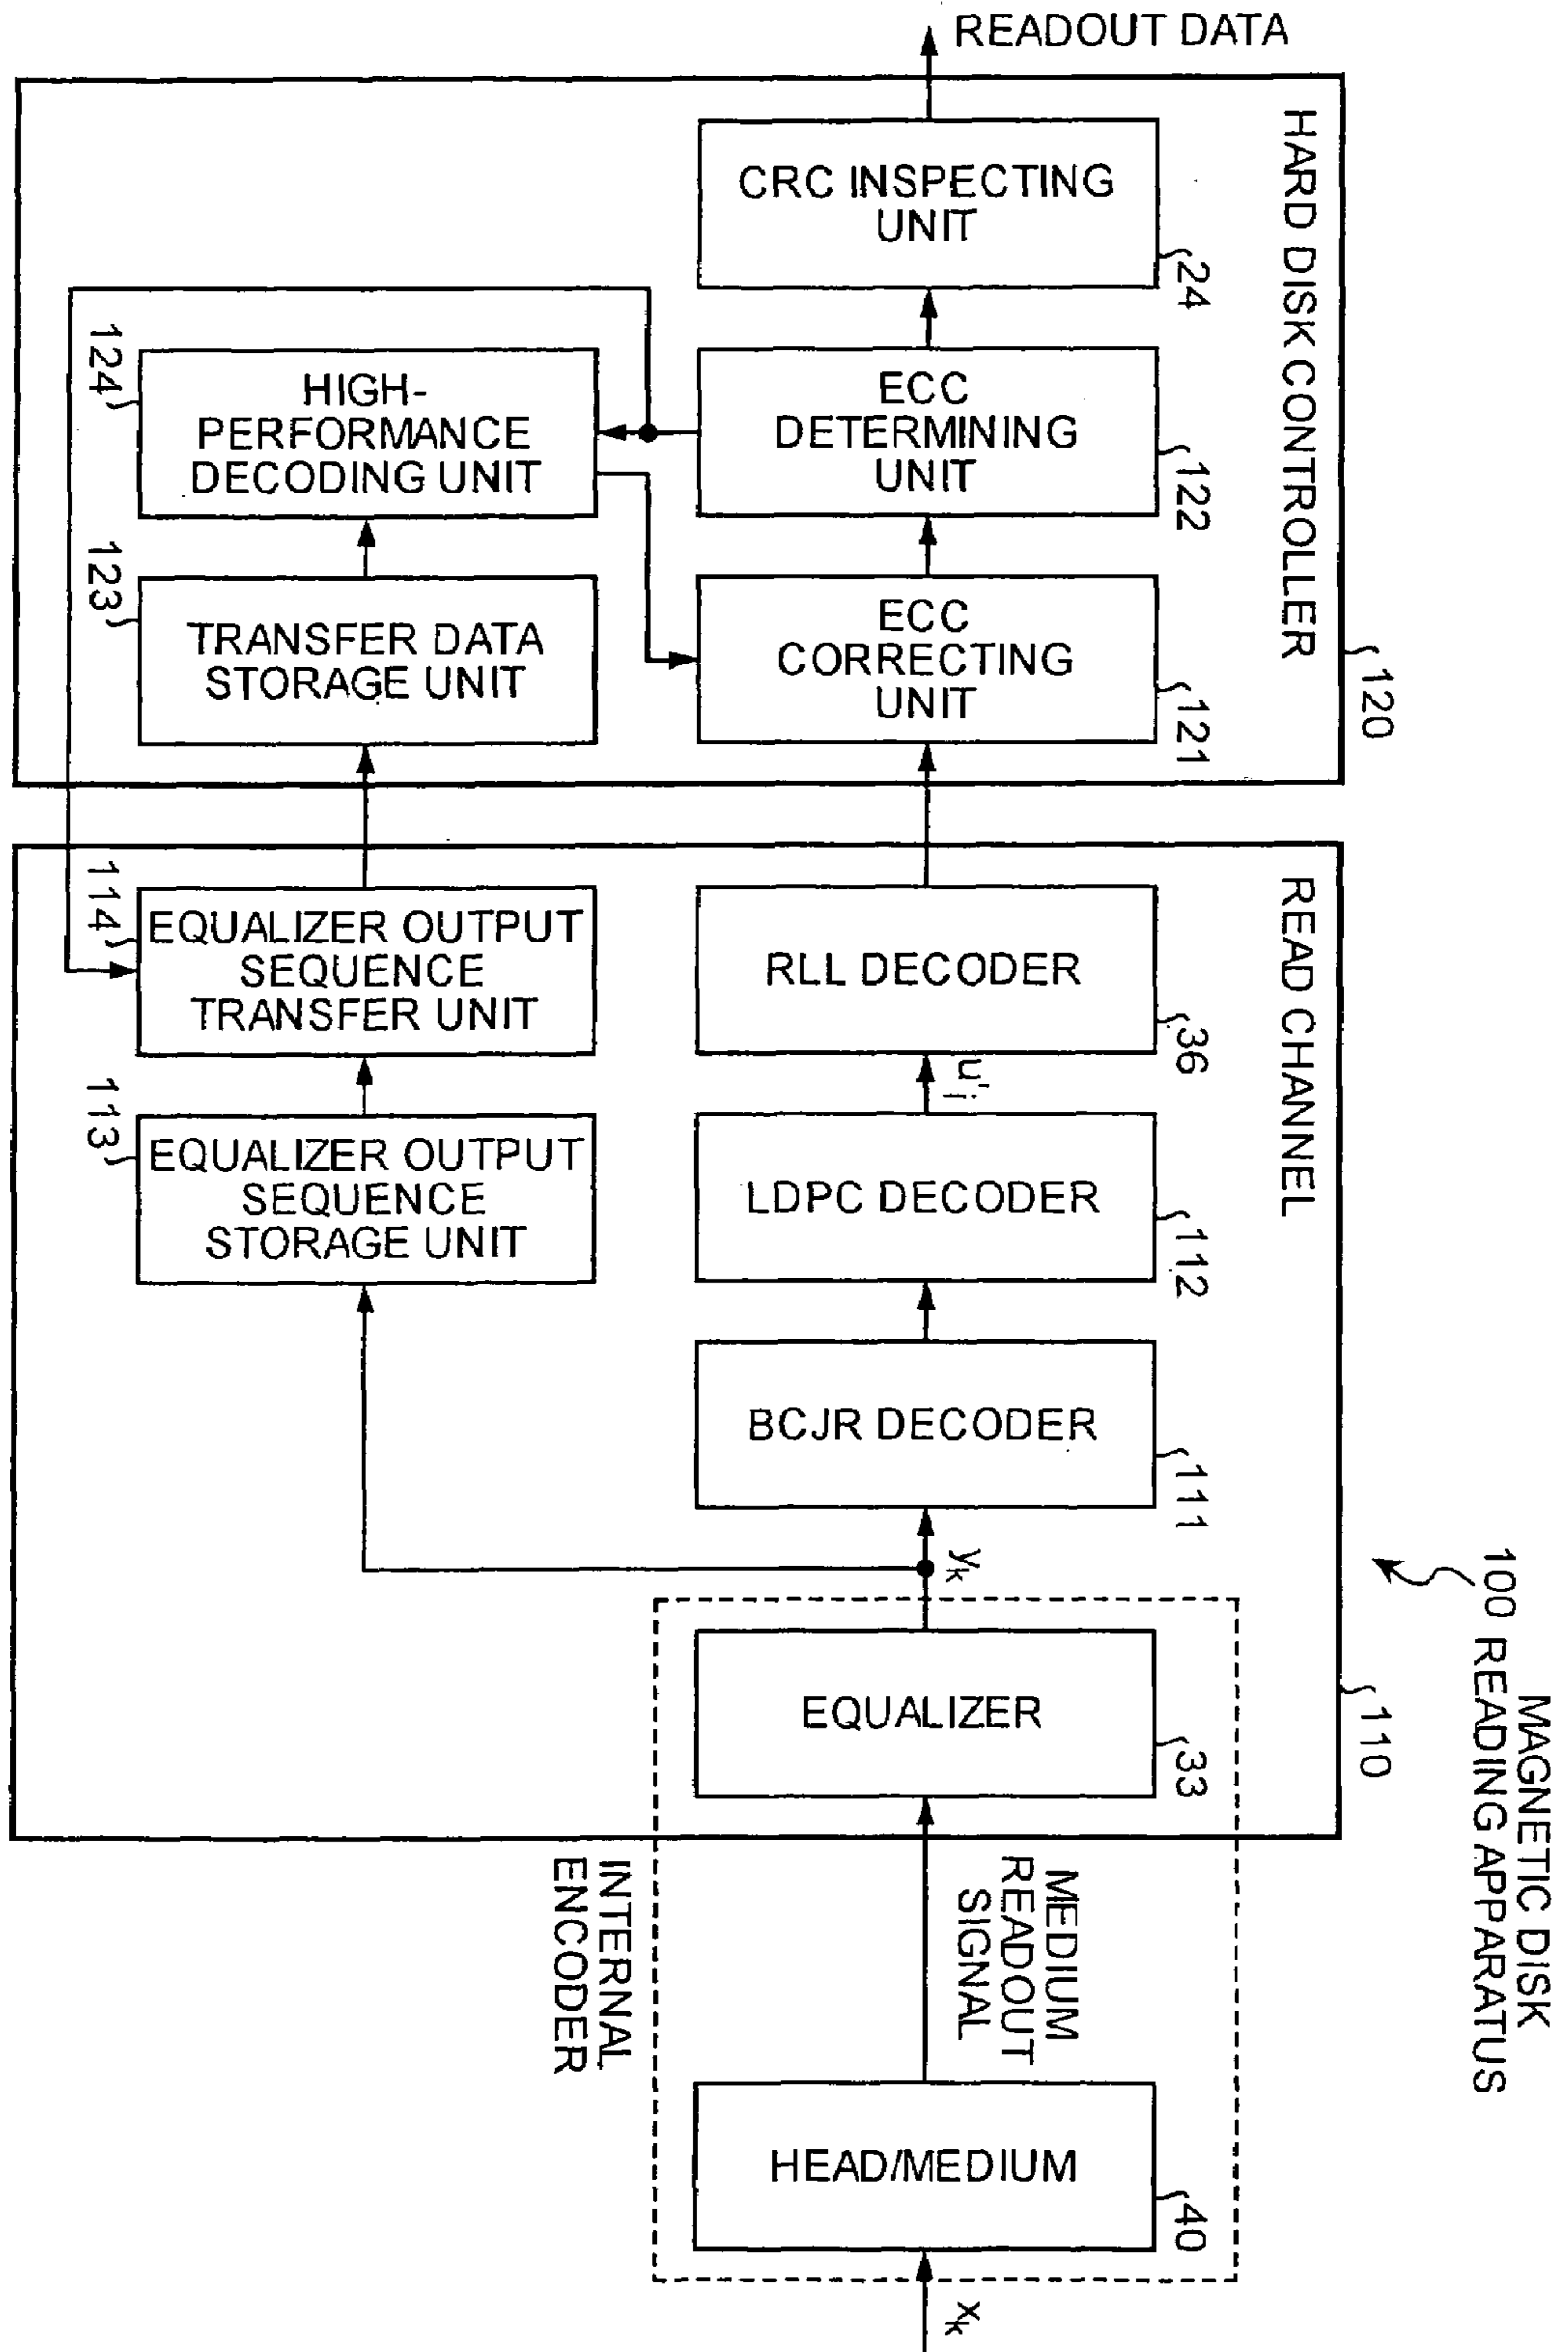 READOUT DATA
HARD DISK CONTROLLER
120
CRC INSPECTING
UNIT
24
ECC
DETERMINING
UNIT
122
HIGH-
PERFORMANCE
DECODING UNIT
124
ECC
CORRECTING
UNIT
121
TRANSFER DATA
STORAGE UNIT
123
READ CHANNEL
110
RLL DECODER
36
EQUALIZER OUTPUT
SEQUENCE
TRANSFER UNIT
114
u'i
LDPC DECODER
112
EQUALIZER OUTPUT
SEQUENCE
STORAGE UNIT
113
BCJR DECODER
111
yk
100
MAGNETIC DISK
READING APPARATUS
EQUALIZER
33
MEDIUM
READOUT
SIGNAL
INTERNAL
ENCODER
HEAD/MEDIUM
40
xk